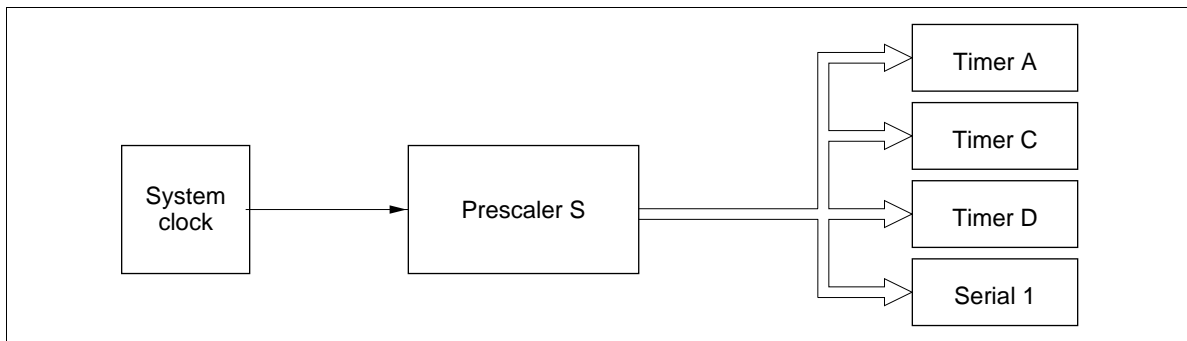 System
clock
Prescaler S
Timer A
Timer C
Timer D
Serial 1